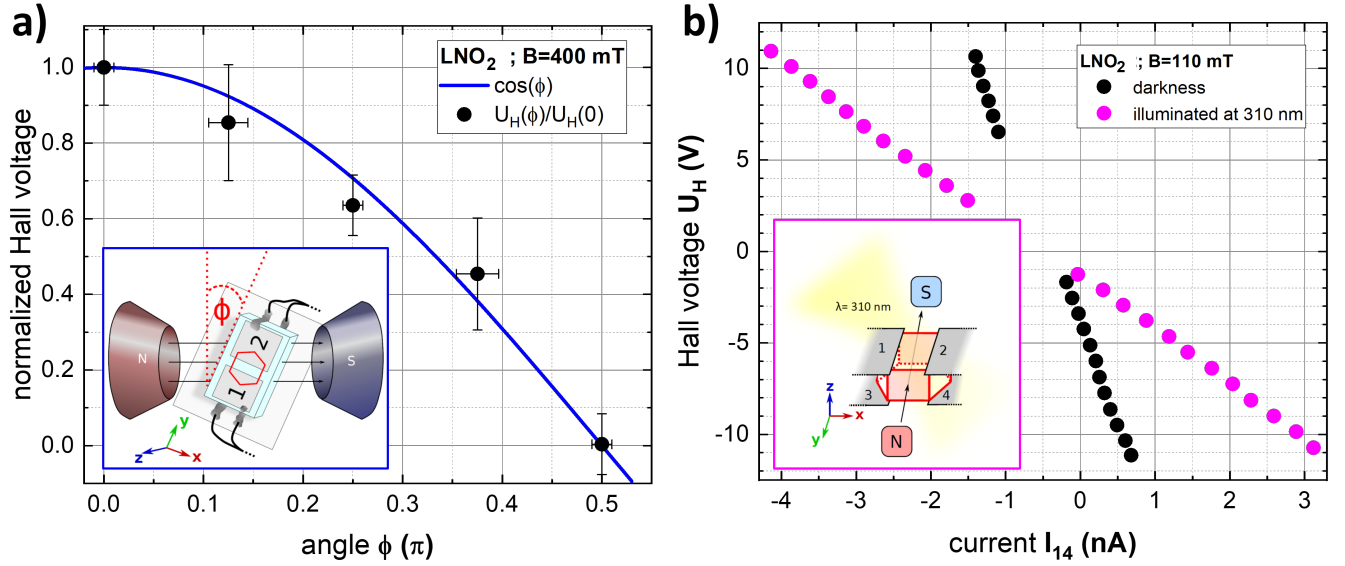 a)
LNO₂ ; B=400 mT
cos(ϕ)
U_H(ϕ)/U_H(0)
normalized Hall voltage
1.0
0.8
0.6
0.4
0.2
0.0
ϕ
N
S
2
1
y
z
x
0.0
0.1
0.2
0.3
0.4
0.5
angle ϕ (π)
b)
LNO₂ ; B=110 mT
darkness
illuminated at 310 nm
Hall voltage U_H (V)
10
5
0
-5
-10
λ= 310 nm
S
1
2
3
4
N
z
x
y
-4
-3
-2
-1
0
1
2
3
current I₁₄ (nA)